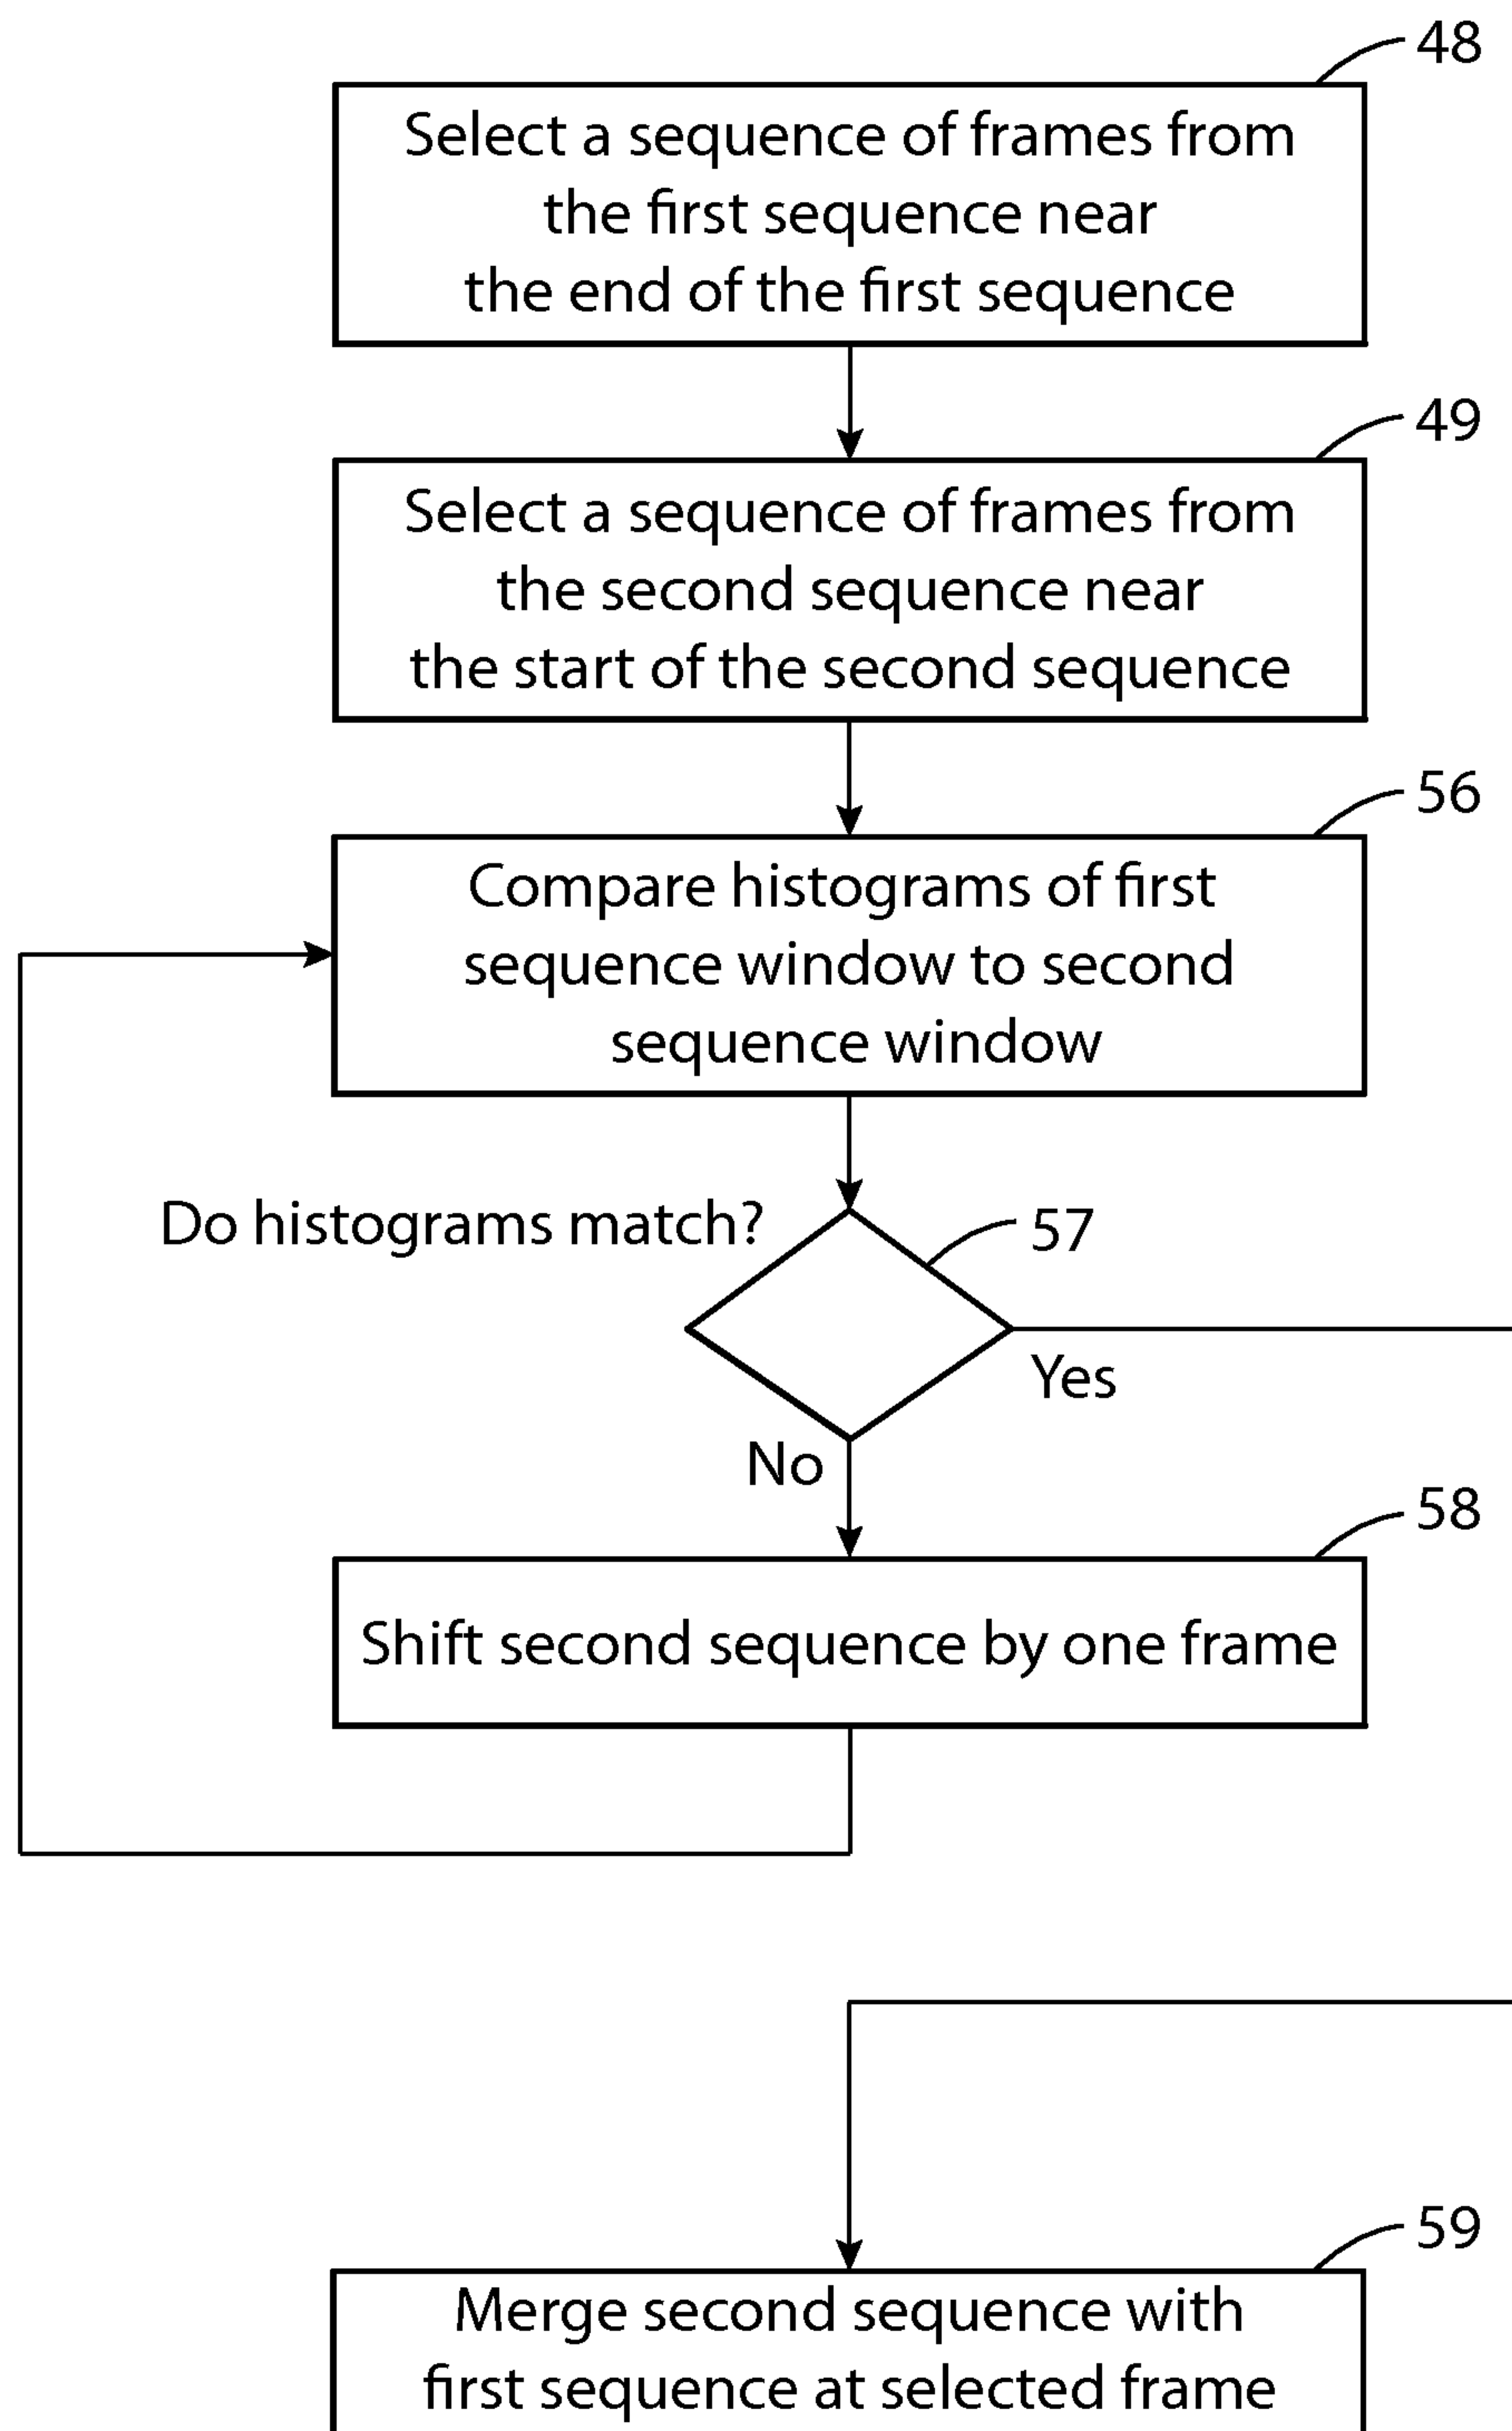 48
Select a sequence of frames from
the first sequence near
the end of the first sequence
49
Select a sequence of frames from
the second sequence near
the start of the second sequence
56
Compare histograms of first
sequence window to second
sequence window
Do histograms match?
57
Yes
No
58
Shift second sequence by one frame
59
Merge second sequence with
first sequence at selected frame